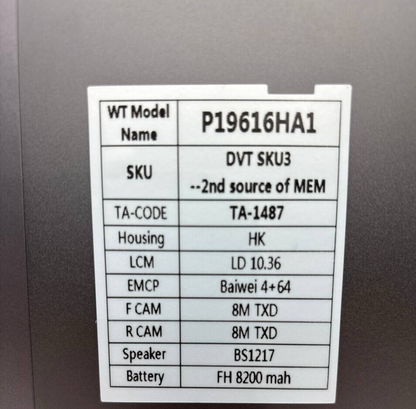 WT Model Name P19616HA1
SKU DVT SKU3
--2nd source of MEM
TA-CODE TA-1487
Housing HK
LCM LD 10.36
EMCP Baiwei 4+64
F CAM 8M TXD
R CAM 8M TXD
Speaker BS1217
Battery FH 8200 mah